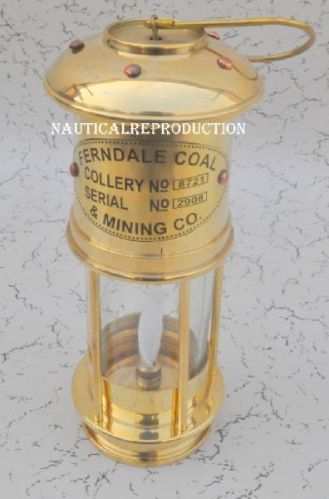 NAUTICALREPRODUCTION
FERNDALE COAL
COLLERY NO 8721
SERIAL NO 2908
& MINING CO.